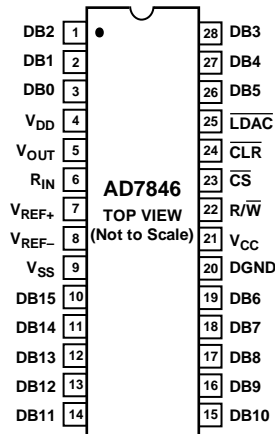 DB2 1 28 DB3
DB1 2 27 DB4
DB0 3 26 DB5
VDD 4 25 LDAC
VOUT 5 24 CLR
RIN 6 23 CS
VREF+ 7 22 R/W
VREF– 8 21 VCC
VSS 9 20 DGND
DB15 10 19 DB6
DB14 11 18 DB7
DB13 12 17 DB8
DB12 13 16 DB9
DB11 14 15 DB10
AD7846
TOP VIEW
(Not to Scale)